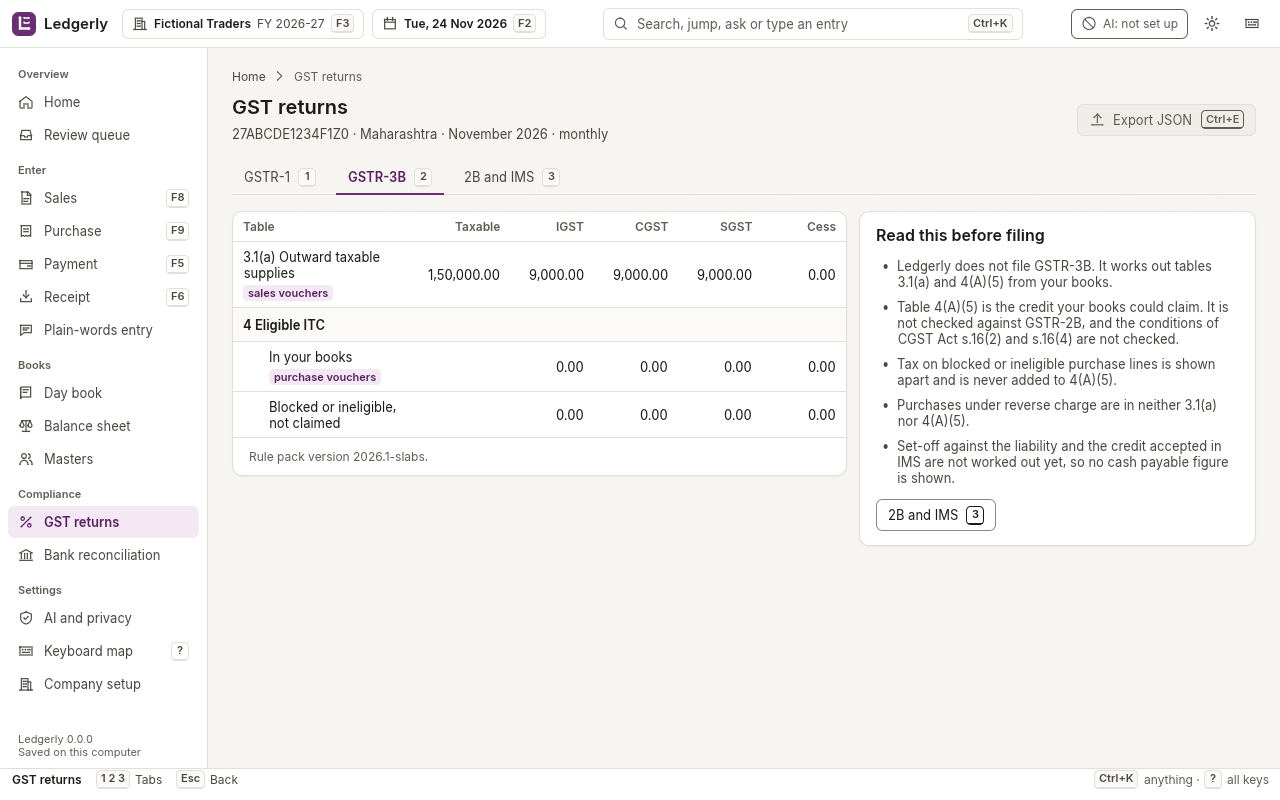 Ledgerly
Fictional Traders FY 2026-27 F3
Tue, 24 Nov 2026 F2
Search, jump, ask or type an entry Ctrl+K
AI: not set up
Overview
Home
Review queue
Enter
Sales F8
Purchase F9
Payment F5
Receipt F6
Plain-words entry
Books
Day book
Balance sheet
Masters
Compliance
GST returns
Bank reconciliation
Settings
AI and privacy
Keyboard map ?
Company setup
Ledgerly 0.0.0
Saved on this computer
Home GST returns
GST returns
27ABCDE1234F1Z0 · Maharashtra · November 2026 · monthly
Export JSON Ctrl+E
GSTR-1 1 GSTR-3B 2 2B and IMS 3
Table Taxable IGST CGST SGST Cess
3.1(a) Outward taxable
supplies 1,50,000.00 9,000.00 9,000.00 9,000.00 0.00
sales vouchers
4 Eligible ITC
In your books 0.00 0.00 0.00 0.00
purchase vouchers
Blocked or ineligible,
not claimed 0.00 0.00 0.00 0.00
Rule pack version 2026.1-slabs.
Read this before filing
• Ledgerly does not file GSTR-3B. It works out tables
3.1(a) and 4(A)(5) from your books.
• Table 4(A)(5) is the credit your books could claim. It is
not checked against GSTR-2B, and the conditions of
CGST Act s.16(2) and s.16(4) are not checked.
• Tax on blocked or ineligible purchase lines is shown
apart and is never added to 4(A)(5).
• Purchases under reverse charge are in neither 3.1(a)
nor 4(A)(5).
• Set-off against the liability and the credit accepted in
IMS are not worked out yet, so no cash payable figure
is shown.
2B and IMS 3
GST returns 1 2 3 Tabs Esc Back
Ctrl+K anything · ? all keys